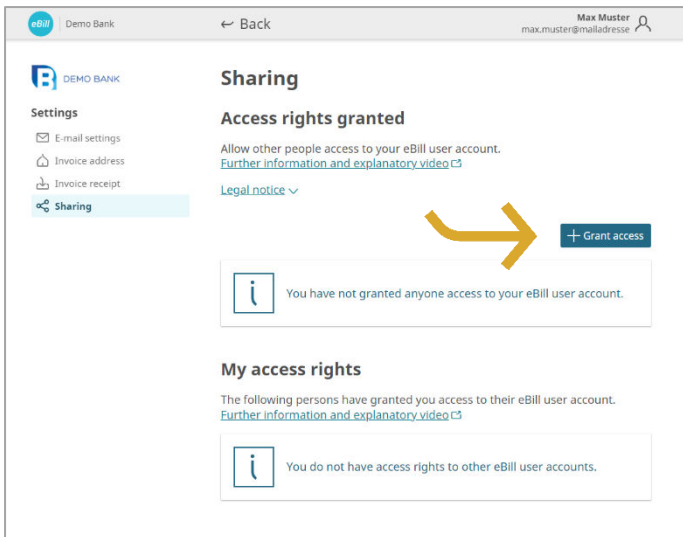 eBill Demo Bank
← Back
Max Muster
max.muster@mailadresse
DEMO BANK
Settings
E-mail settings
Invoice address
Invoice receipt
Sharing
Sharing
Access rights granted
Allow other people access to your eBill user account.
Further information and explanatory video
Legal notice
+ Grant access
i You have not granted anyone access to your eBill user account.
My access rights
The following persons have granted you access to their eBill user account.
Further information and explanatory video
i You do not have access rights to other eBill user accounts.